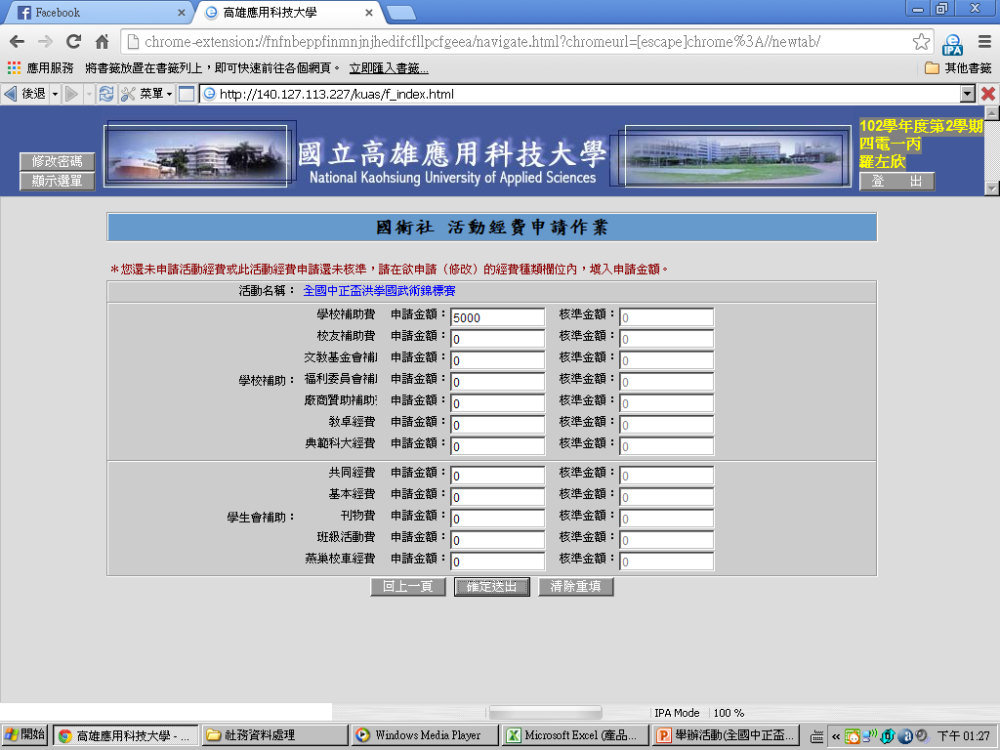 Facebook
高雄應用科技大學
chrome-extension://fnfnbeppfinmnjnjhedifcfllpcfgeea/navigate.html?chromeurl=[escape]chrome%3A//newtab/
IPA
應用服務 將書籤放置在書籤列上，即可快速前往各個網頁。 立即匯入書籤...
其他書籤
後退 菜單 http://140.127.113.227/kuas/f_index.html
修改密碼
顯示選單
國立高雄應用科技大學
National Kaohsiung University of Applied Sciences
102學年度第2學期
四電一丙
羅左欣
登 出
國術社 活動經費申請作業
＊您還未申請活動經費或此活動經費申請還未核準，請在欲申請（修改）的經費種類欄位內，填入申請金額。
活動名稱： 全國中正盃洪拳國武術錦標賽
學校補助：
學校補助費 申請金額：5000 核準金額：0
校友補助費 申請金額：0 核準金額：0
文教基金會補 申請金額：0 核準金額：0
福利委員會補 申請金額：0 核準金額：0
廠商贊助補助 申請金額：0 核準金額：0
教卓經費 申請金額：0 核準金額：0
典範科大經費 申請金額：0 核準金額：0
學生會補助：
共同經費 申請金額：0 核準金額：0
基本經費 申請金額：0 核準金額：0
刊物費 申請金額：0 核準金額：0
班級活動費 申請金額：0 核準金額：0
燕巢校車經費 申請金額：0 核準金額：0
回上一頁 確定送出 清除重填
IPA Mode 100 %
開始 高雄應用科技大學 - ... 社務資料處理 Windows Media Player Microsoft Excel (產品... 舉辦活動(全國中正盃... « 下午 01:27